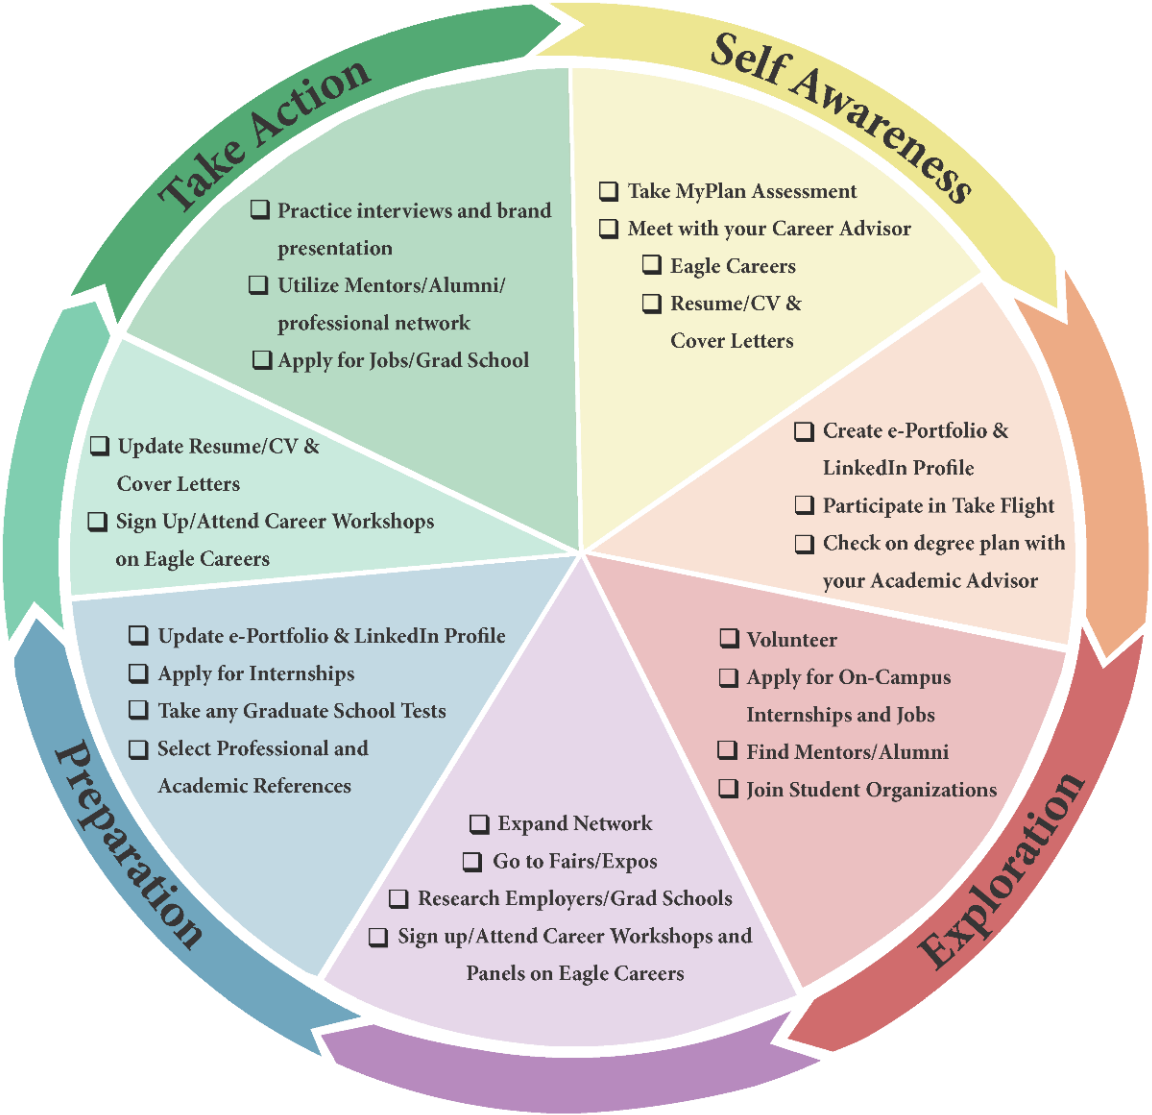 Self Awareness
❑ Take MyPlan Assessment
❑ Meet with your Career Advisor
❑ Eagle Careers
❑ Resume/CV &
Cover Letters
❑ Create e-Portfolio &
LinkedIn Profile
❑ Participate in Take Flight
❑ Check on degree plan with
your Academic Advisor
Exploration
❑ Volunteer
❑ Apply for On-Campus
Internships and Jobs
❑ Find Mentors/Alumni
❑ Join Student Organizations
❑ Expand Network
❑ Go to Fairs/Expos
❑ Research Employers/Grad Schools
❑ Sign up/Attend Career Workshops and
Panels on Eagle Careers
Preparation
❑ Update e-Portfolio & LinkedIn Profile
❑ Apply for Internships
❑ Take any Graduate School Tests
❑ Select Professional and
Academic References
❑ Update Resume/CV &
Cover Letters
❑ Sign Up/Attend Career Workshops
on Eagle Careers
Take Action
❑ Practice interviews and brand
presentation
❑ Utilize Mentors/Alumni/
professional network
❑ Apply for Jobs/Grad School